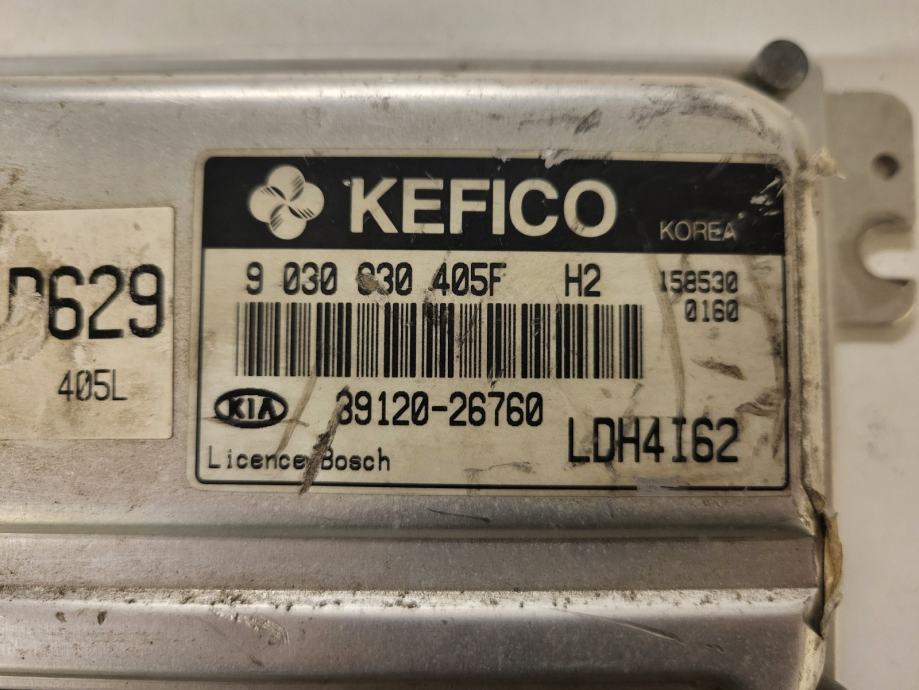 KEFICO KOREA
9 030 930 405F H2 158530
0160
KIA 39120-26760
LDH4I62
Licence Bosch
629
405L